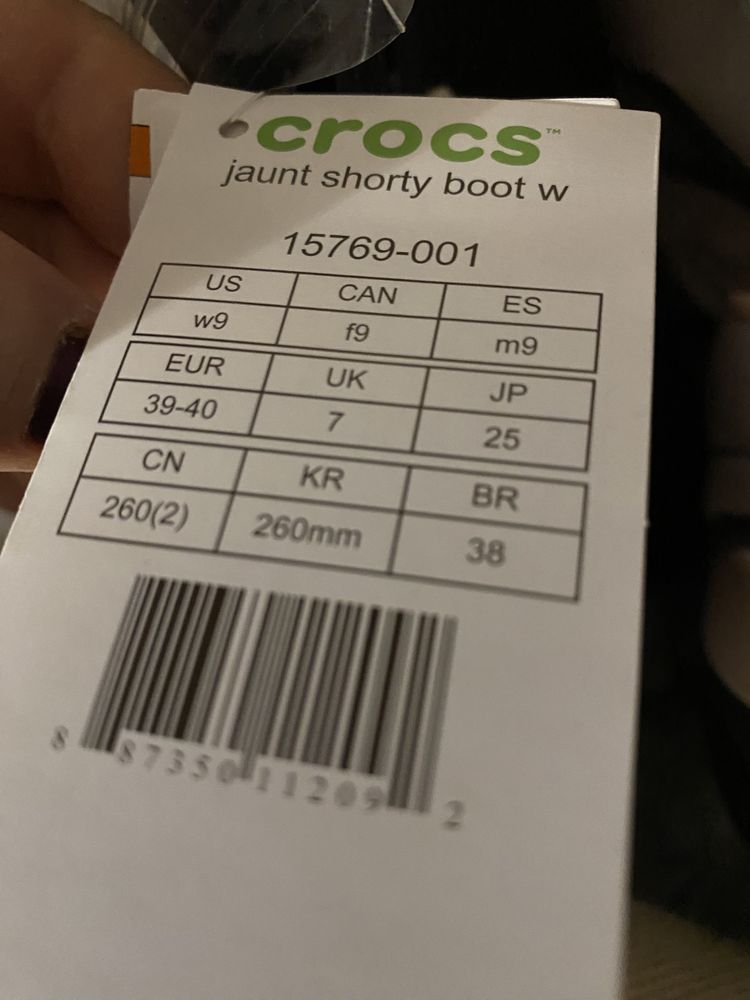 crocs™
jaunt shorty boot w
15769-001
US CAN ES
w9 f9 m9
EUR UK JP
39-40 7 25
CN KR BR
260(2) 260mm 38
8 87350 11209 2